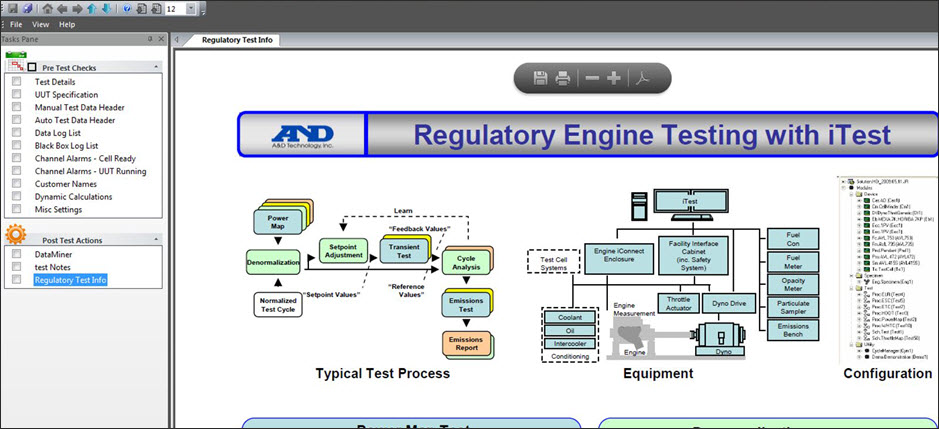 12
File View Help
Tasks Pane
Regulatory Test Info
Pre Test Checks
Test Details
UUT Specification
Manual Test Data Header
Auto Test Data Header
Data Log List
Black Box Log List
Channel Alarms - Cell Ready
Channel Alarms - UUT Running
Customer Names
Dynamic Calculations
Misc Settings
Post Test Actions
DataMiner
test Notes
Regulatory Test Info
AND
A&D Technology, Inc.
Regulatory Engine Testing with iTest
Power
Map
Learn
"Feedback Values"
Denormalization
Setpoint
Adjustment
Transient
Test
Cycle
Analysis
Normalized
Test Cycle
"Setpoint Values"
"Reference
Values"
Emissions
Test
Emissions
Report
Typical Test Process
iTest
Test Cell
Systems
Engine iConnect
Enclosure
Facility Interface
Cabinet
(inc. Safety
System)
Fuel
Con
Fuel
Meter
Opacity
Meter
Particulate
Sampler
Emissions
Bench
Throttle
Actuator
Dyno Drive
Engine
Measurement
Coolant
Oil
Intercooler
Conditioning
Engine
Dyno
Equipment
Modules
Device
Specimen
Test
Utility
Configuration